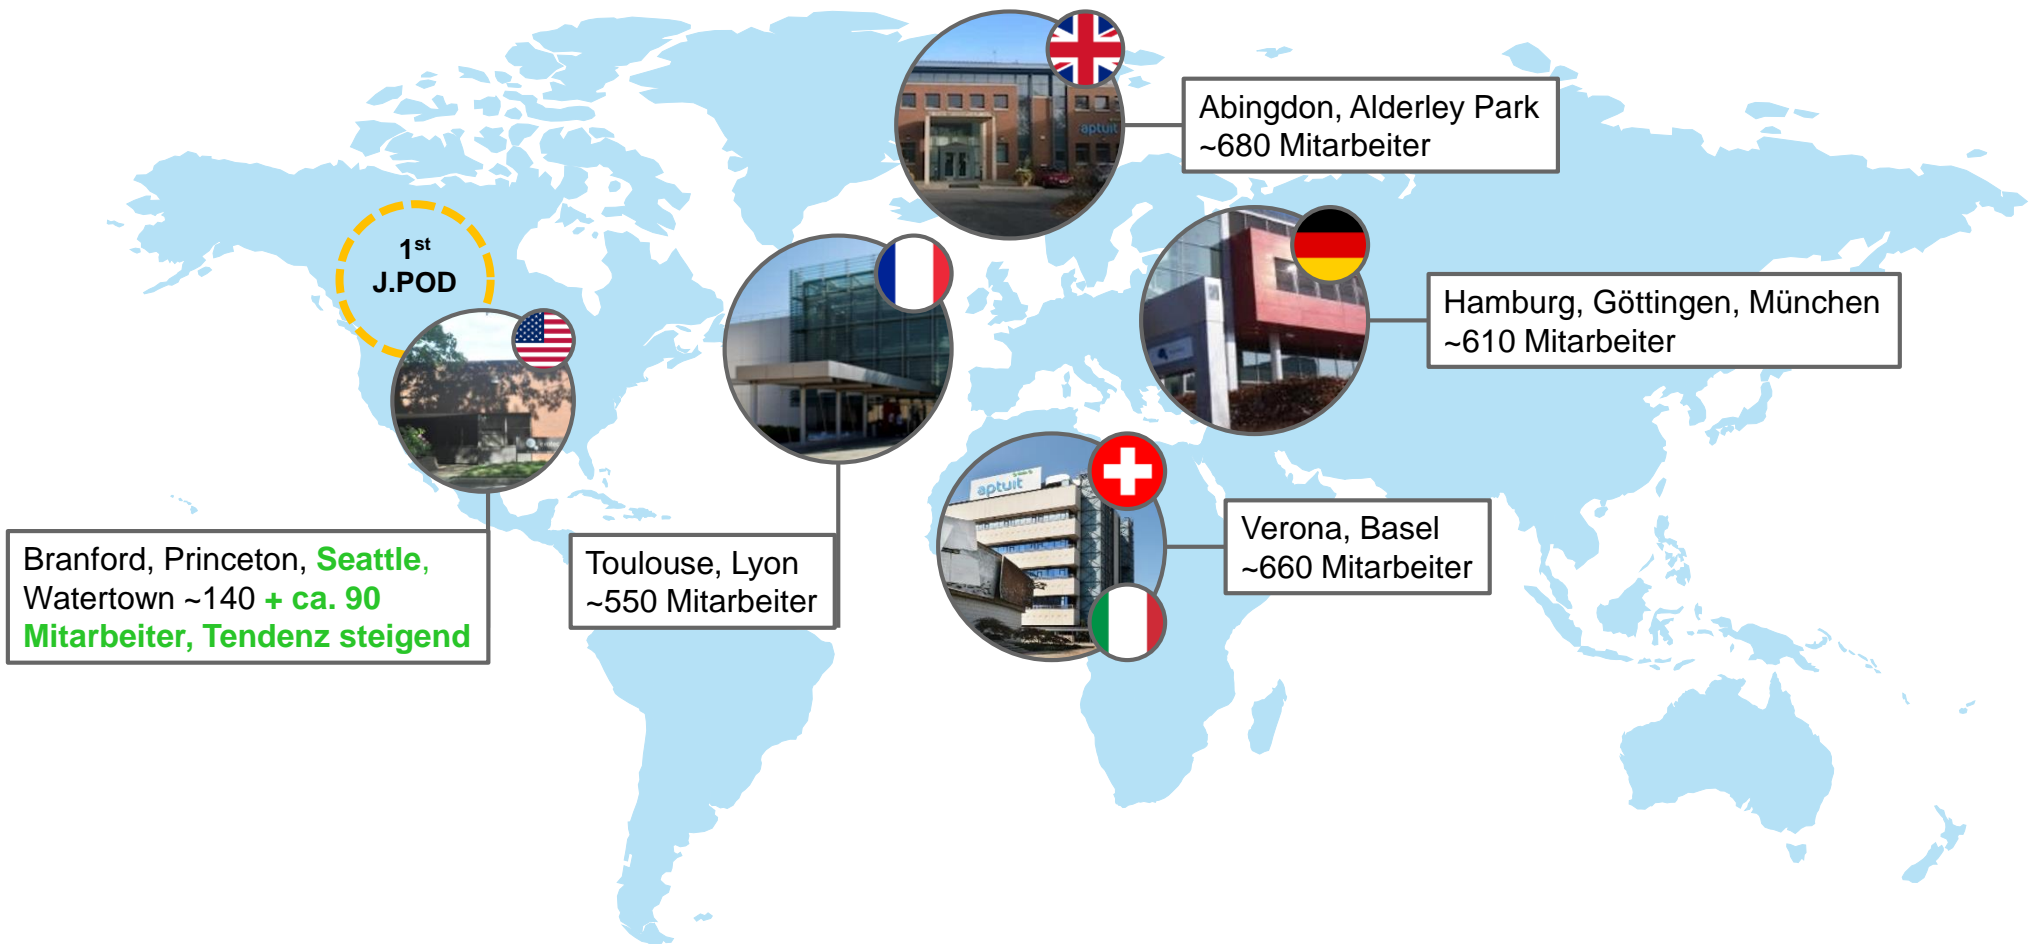 Abingdon, Alderley Park
~680 Mitarbeiter
aptuit
1st
J.POD
Hamburg, Göttingen, München
~610 Mitarbeiter
aptuit
Verona, Basel
~660 Mitarbeiter
Toulouse, Lyon
~550 Mitarbeiter
Branford, Princeton, Seattle,
Watertown ~140 + ca. 90
Mitarbeiter, Tendenz steigend